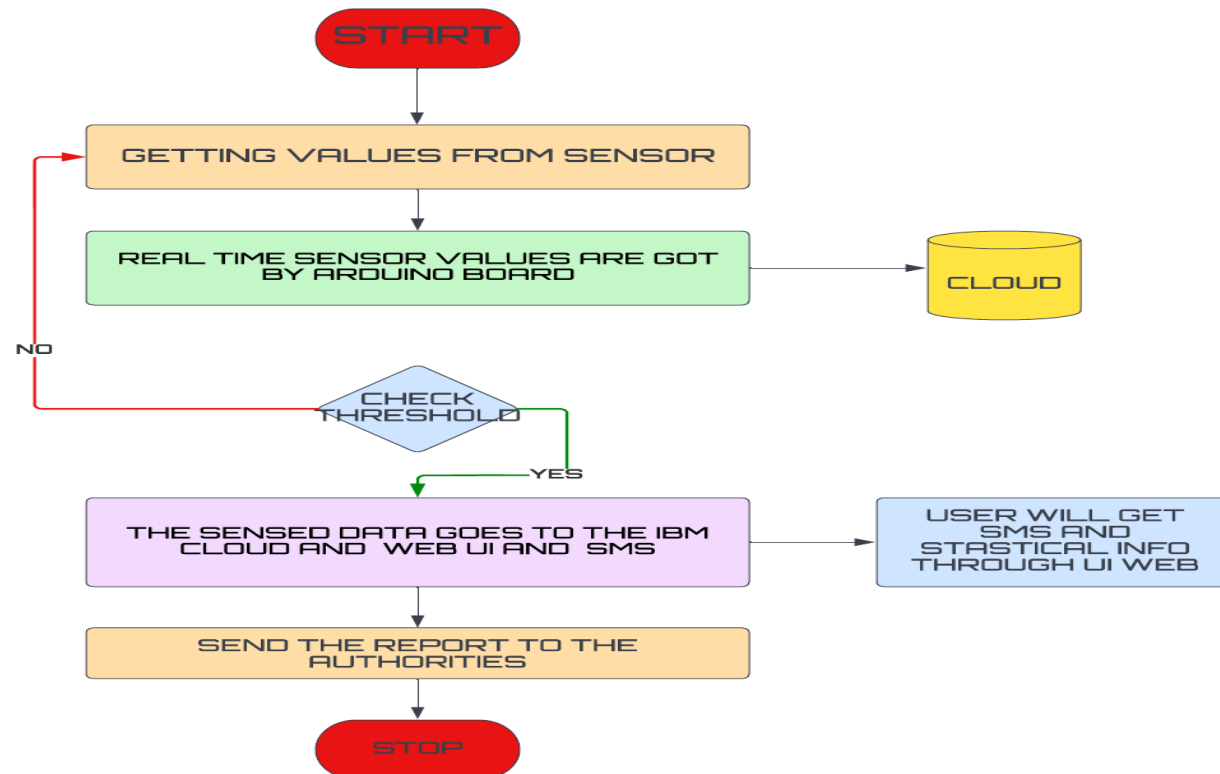 START
GETTING VALUES FROM SENSOR
REAL TIME SENSOR VALUES ARE GOT
BY ARDUINO BOARD
CLOUD
NO
CHECK
THRESHOLD
YES
THE SENSED DATA GOES TO THE IBM
CLOUD AND WEB UI AND SMS
USER WILL GET
SMS AND
STASTICAL INFO
THROUGH UI WEB
SEND THE REPORT TO THE
AUTHORITIES
STOP